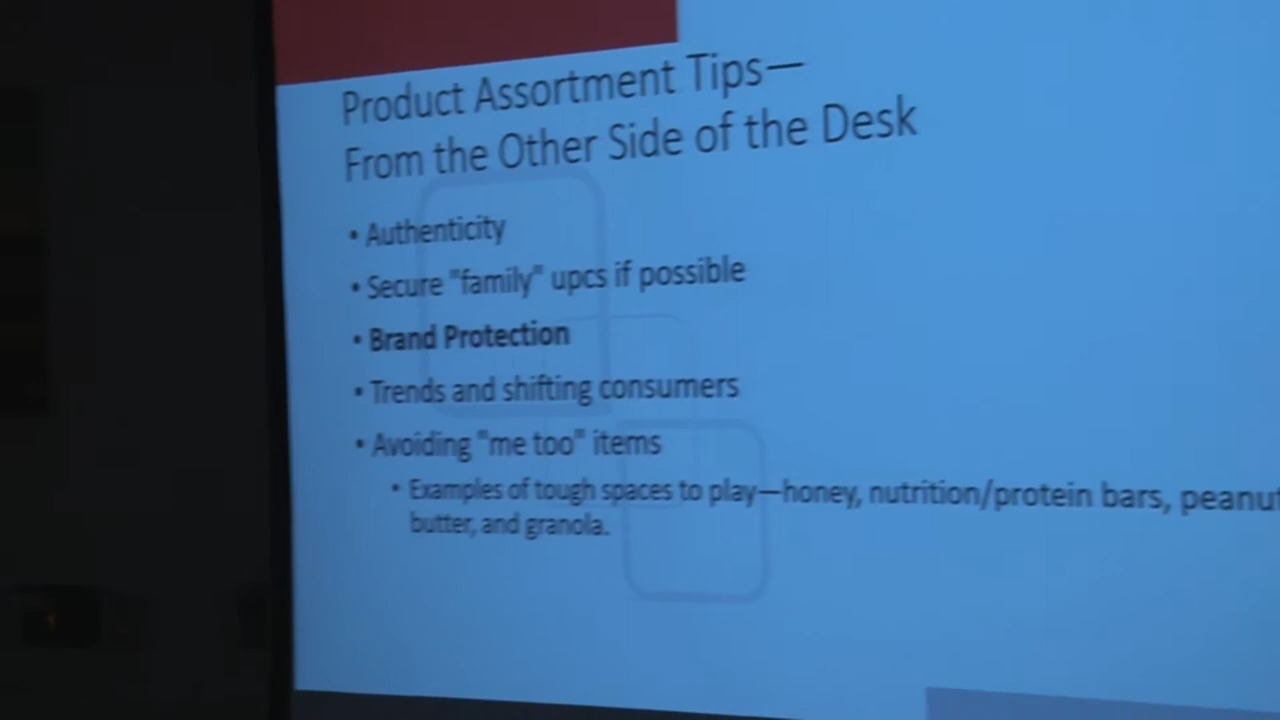 Product Assortment Tips—
From the Other Side of the Desk
• Authenticity
• Secure "family" upcs if possible
• Brand Protection
• Trends and shifting consumers
• Avoiding "me too" items
• Examples of tough spaces to play—honey, nutrition/protein bars, peanut
butter, and granola.